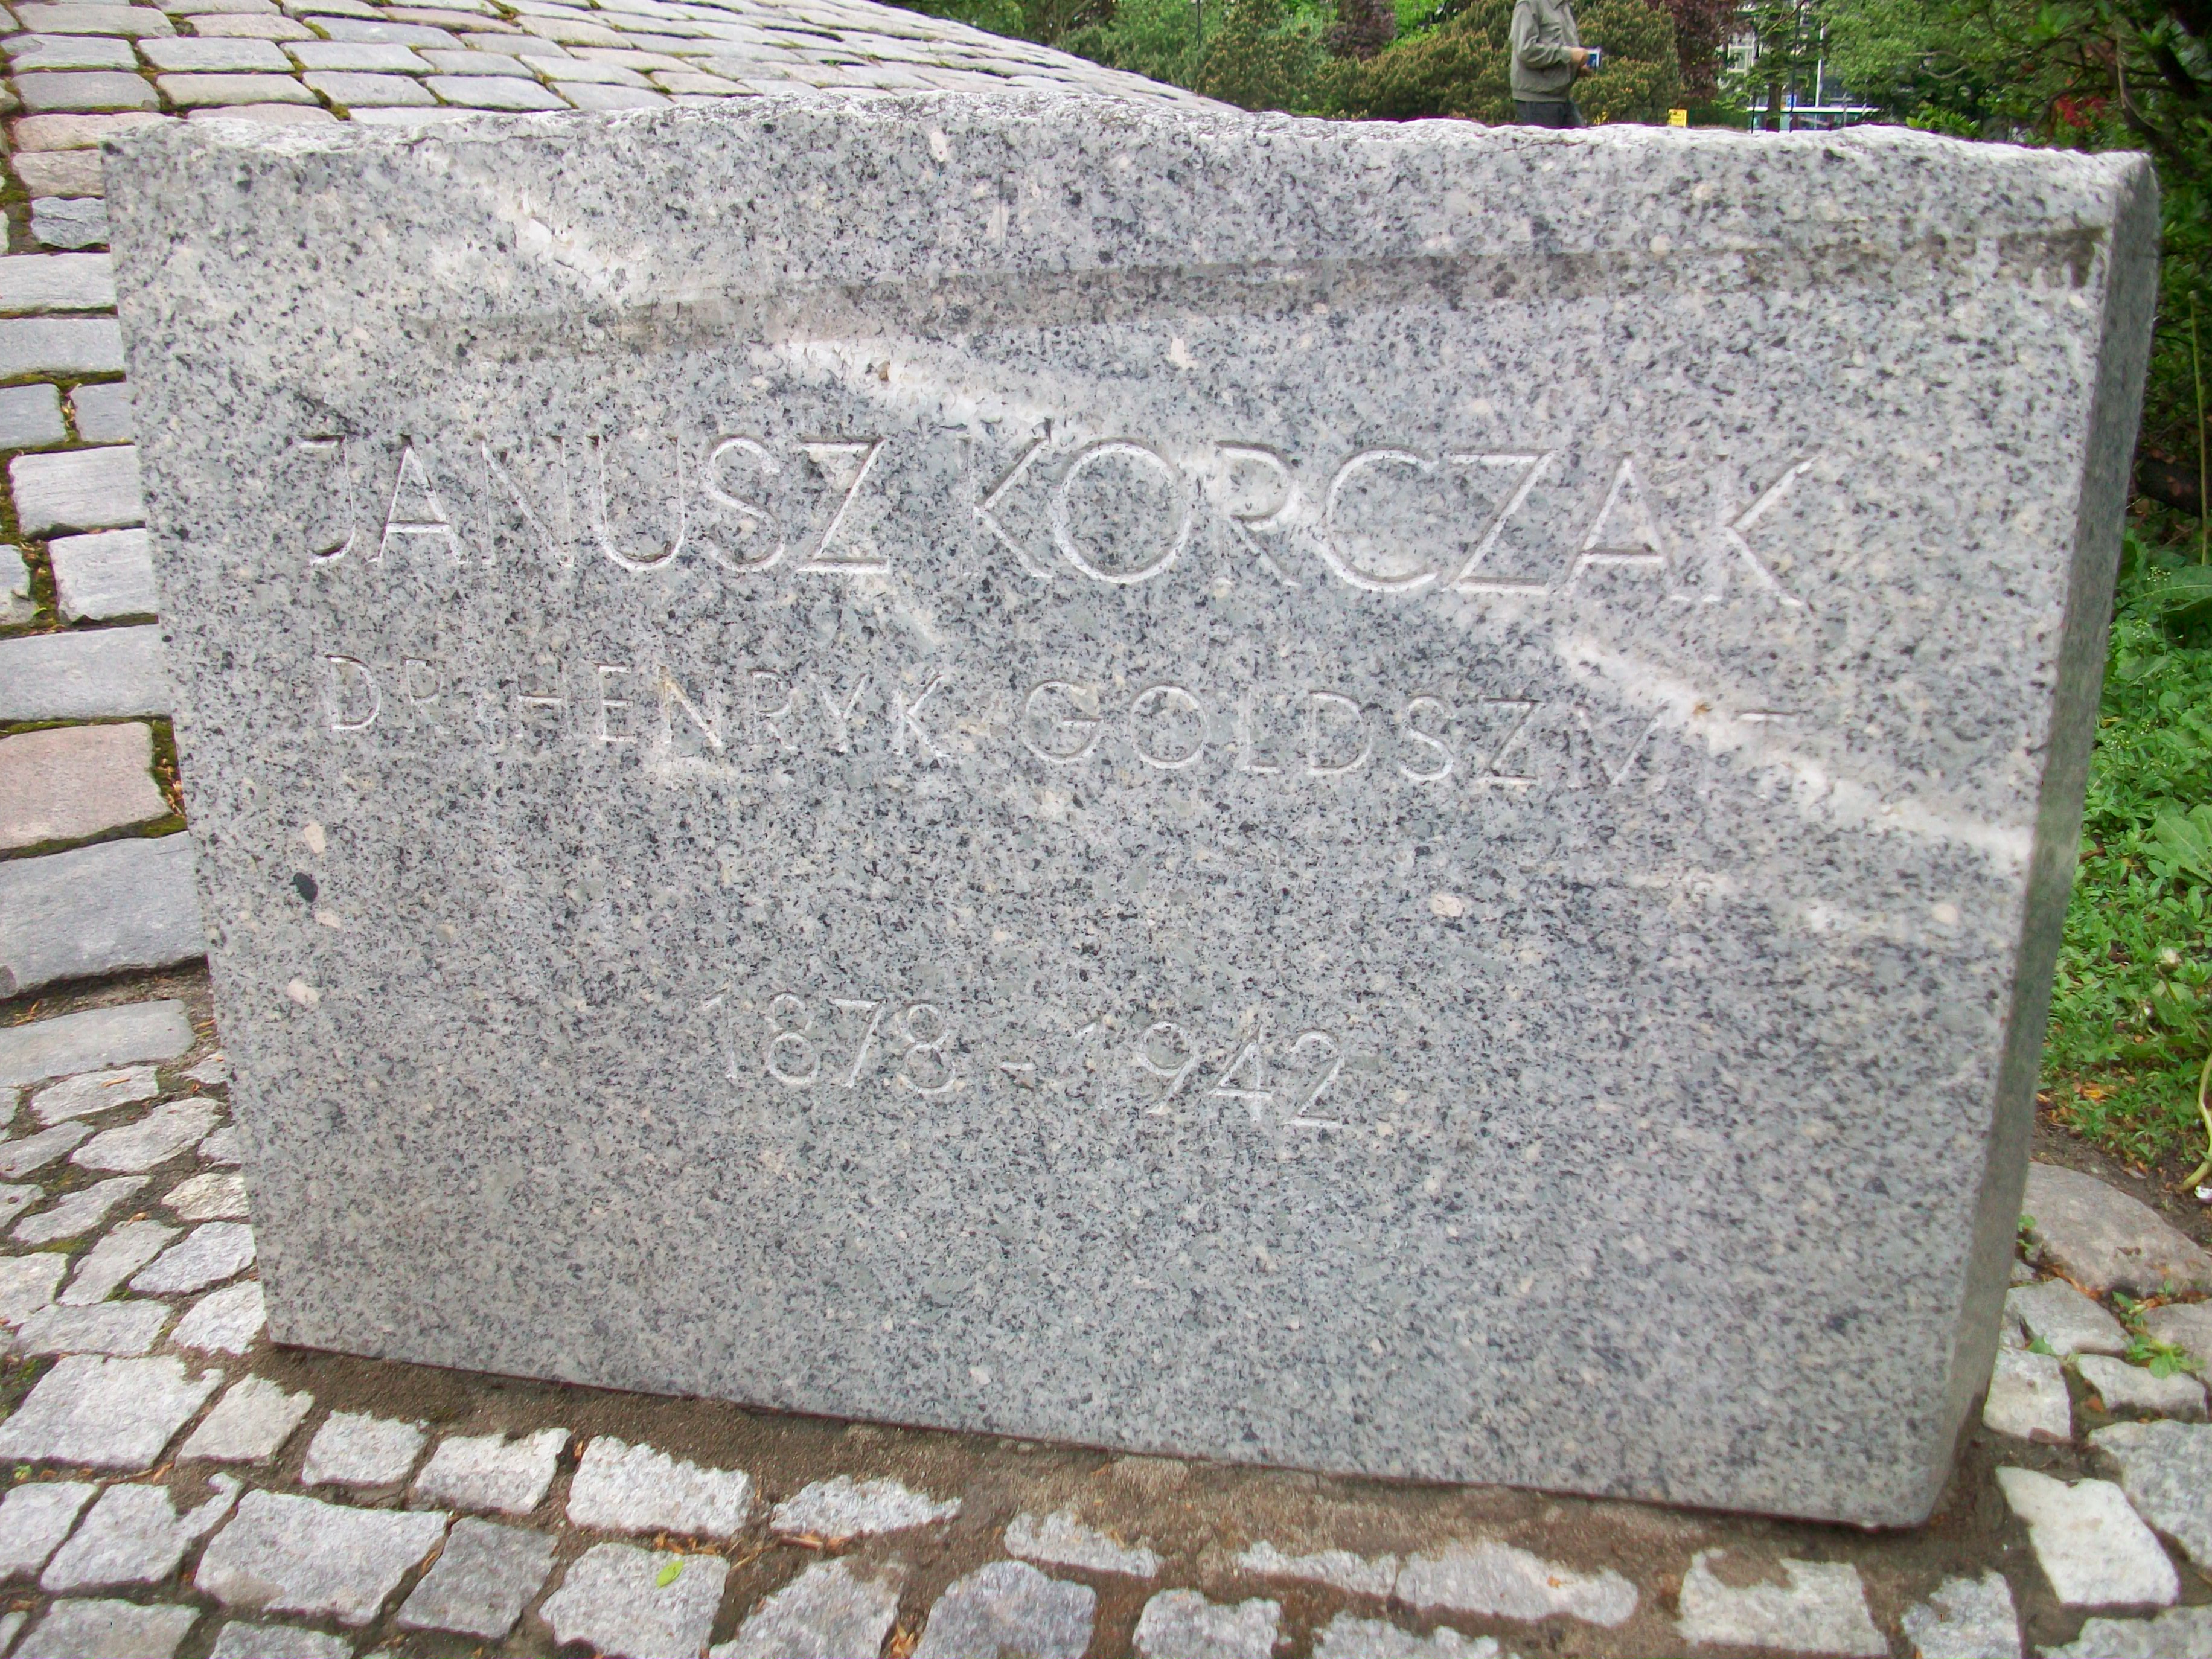 JANUSZ KORCZAK
DR HENRYK GOLDSZMIT
1878 - 1942